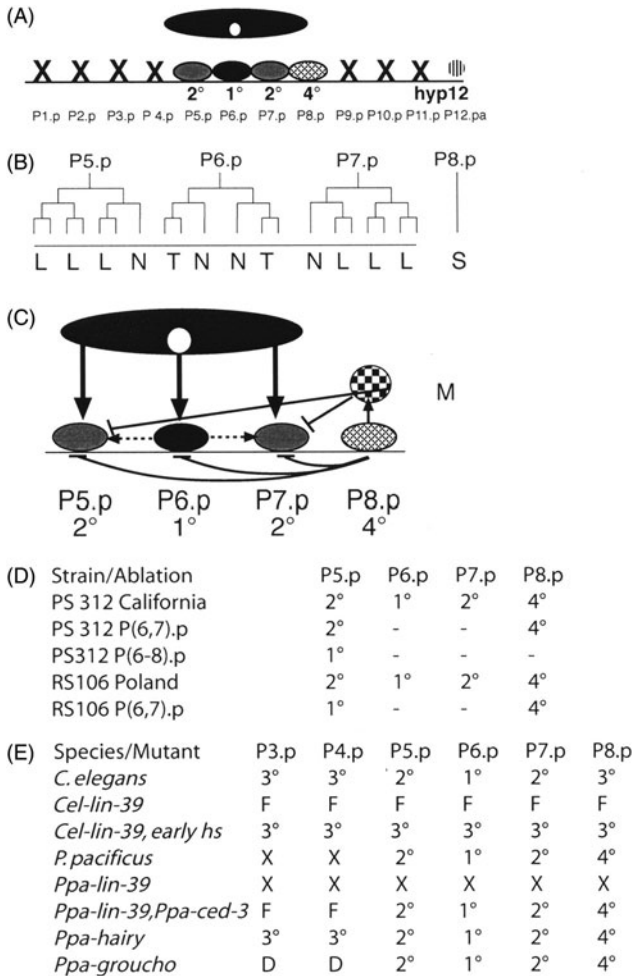 (A)
X X X X X X X
2° 1° 2° 4° hyp12
P1.p P2.p P3.p P 4.p P5.p P6.p P7.p P8.p P9.p P10.p P11.p P12.pa
(B)
P5.p P6.p P7.p P8.p
L L L N T N N T N L L L S
(C)
M
P5.p P6.p P7.p P8.p
2° 1° 2° 4°
(D) Strain/Ablation P5.p P6.p P7.p P8.p
PS 312 California 2° 1° 2° 4°
PS 312 P(6,7).p 2° - - 4°
PS312 P(6-8).p 1° - - -
RS106 Poland 2° 1° 2° 4°
RS106 P(6,7).p 1° - - 4°
(E) Species/Mutant P3.p P4.p P5.p P6.p P7.p P8.p
C. elegans 3° 3° 2° 1° 2° 3°
Cel-lin-39 F F F F F F
Cel-lin-39, early hs 3° 3° 3° 3° 3° 3°
P. pacificus X X 2° 1° 2° 4°
Ppa-lin-39 X X X X X X
Ppa-lin-39,Ppa-ced-3 F F 2° 1° 2° 4°
Ppa-hairy 3° 3° 2° 1° 2° 4°
Ppa-groucho D D 2° 1° 2° 4°